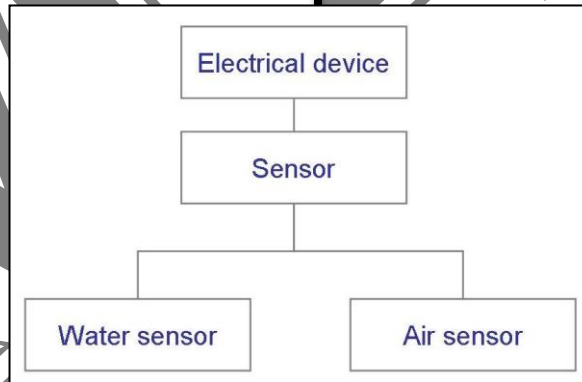 Electrical device
Sensor
Water sensor
Air sensor